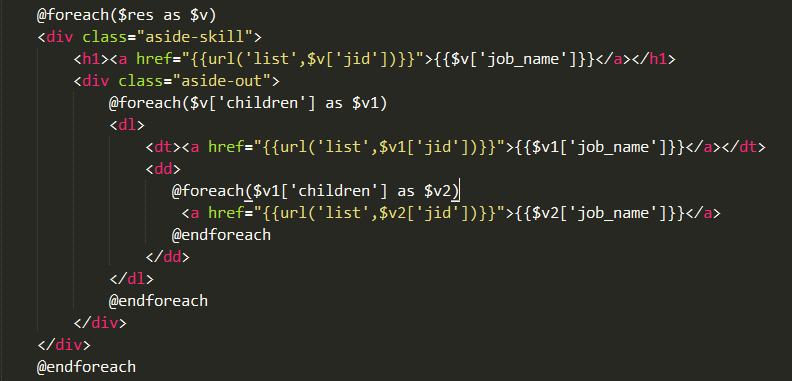 @foreach($res as $v)
<div class="aside-skill">
<h1><a href="{{url('list',$v['jid'])}}">{{$v['job_name']}}</a></h1>
<div class="aside-out">
@foreach($v['children'] as $v1)
<dl>
<dt><a href="{{url('list',$v1['jid'])}}">{{$v1['job_name']}}</a></dt>
<dd>
@foreach($v1['children'] as $v2)
<a href="{{url('list',$v2['jid'])}}">{{$v2['job_name']}}</a>
@endforeach
</dd>
</dl>
@endforeach
</div>
</div>
@endforeach